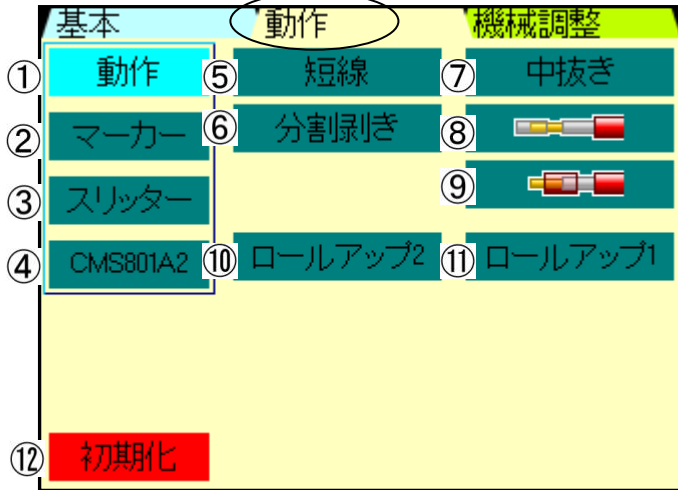 基本 動作 機械調整
① 動作 ⑤ 短線 ⑦ 中抜き
② マーカー ⑥ 分割剥ぎ ⑧
③ スリッター ⑨
④ CMS801A2 ⑩ ロールアップ2 ⑪ ロールアップ1
⑫ 初期化